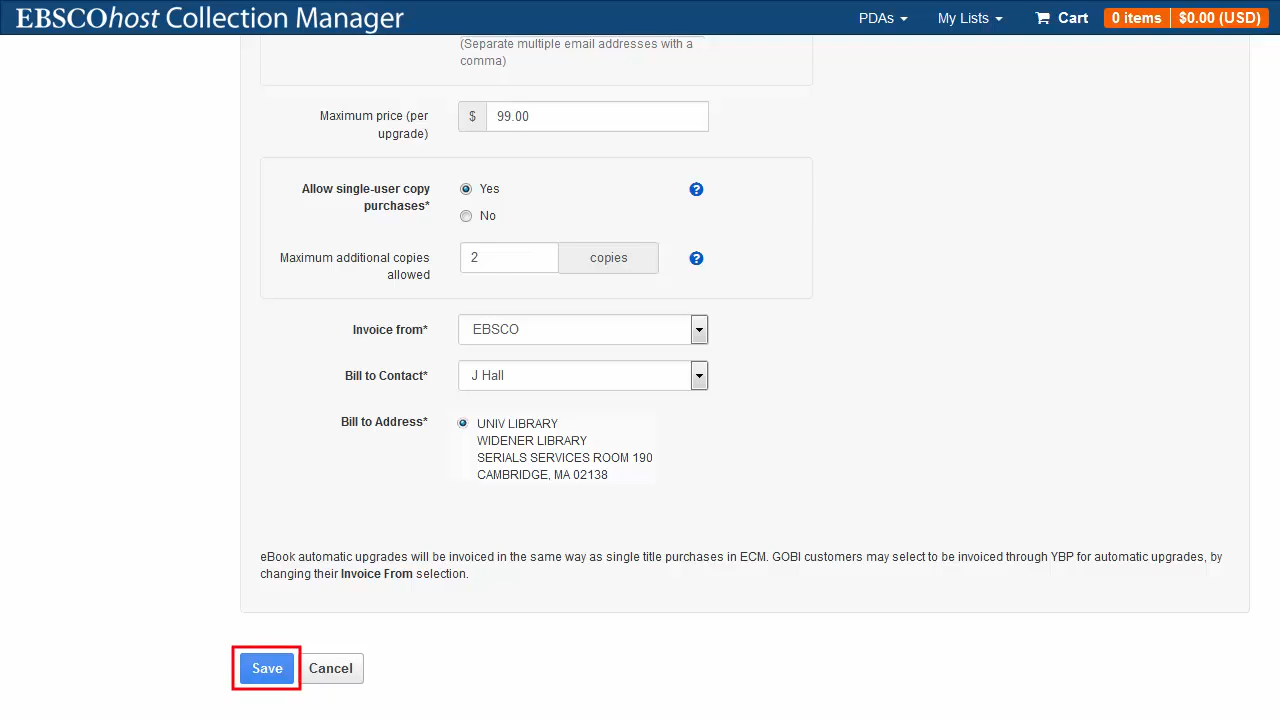 EBSCOhost Collection Manager
PDAs
My Lists
Cart
0 items
$0.00 (USD)
(Separate multiple email addresses with a
comma)
Maximum price (per
upgrade)
$
99.00
Allow single-user copy
purchases*
Yes
?
No
Maximum additional copies
allowed
2
copies
?
Invoice from*
EBSCO
Bill to Contact*
J Hall
Bill to Address*
UNIV LIBRARY
WIDENER LIBRARY
SERIALS SERVICES ROOM 190
CAMBRIDGE, MA 02138
eBook automatic upgrades will be invoiced in the same way as single title purchases in ECM. GOBI customers may select to be invoiced through YBP for automatic upgrades, by
changing their Invoice From selection.
Save
Cancel